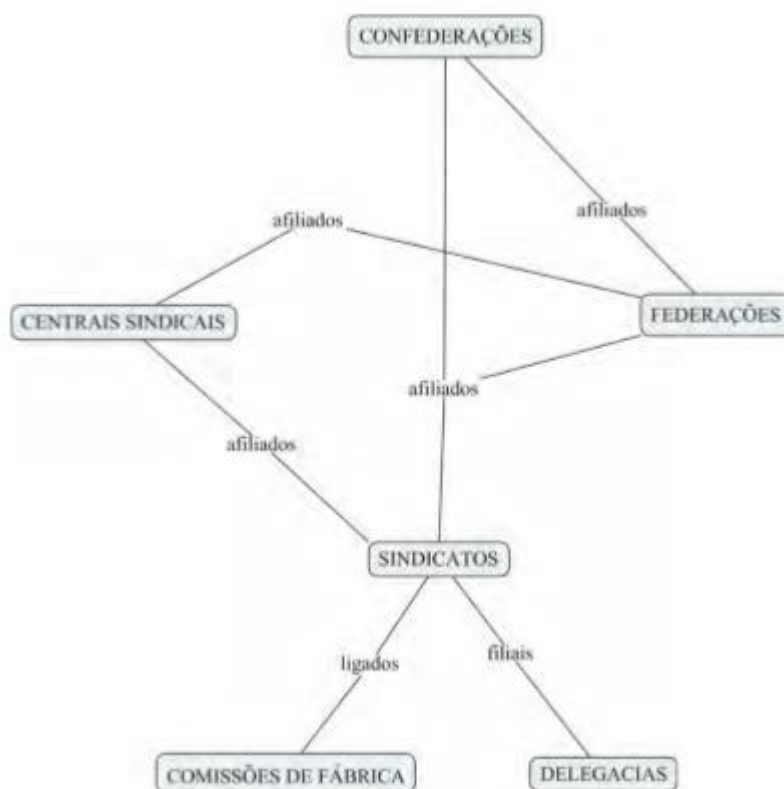 CONFEDERAÇÕES
afiliados
afiliados
CENTRAIS SINDICAIS
FEDERAÇÕES
afiliados
afiliados
SINDICATOS
ligados
filiais
COMISSÕES DE FÁBRICA
DELEGACIAS